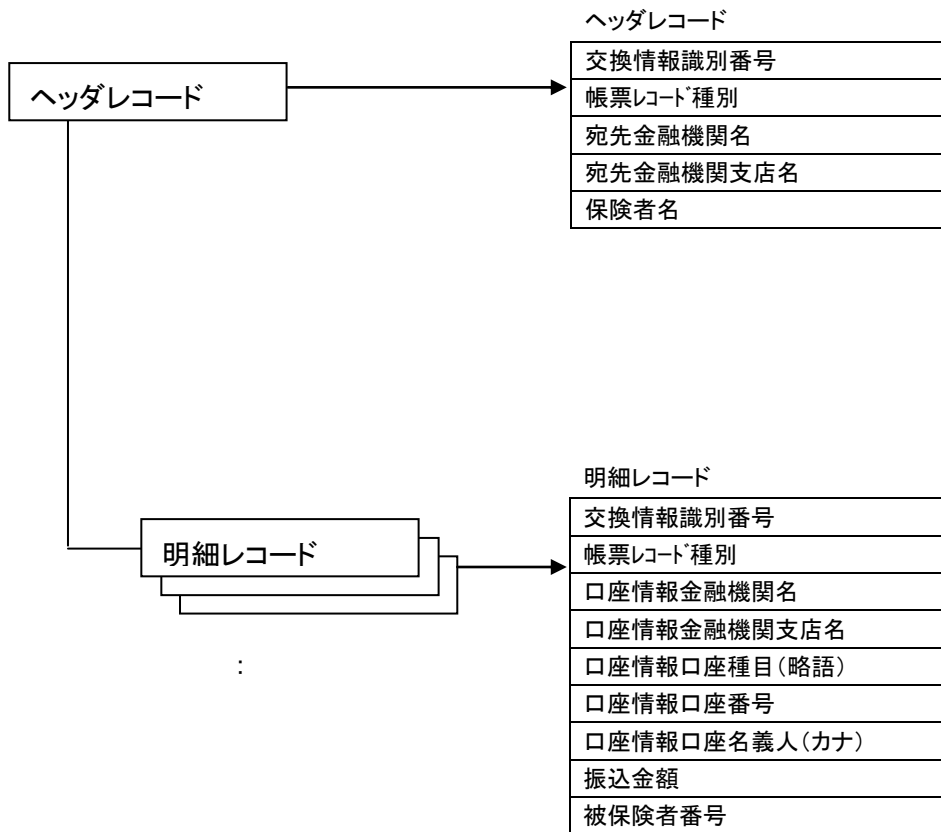 ヘッダレコード
ヘッダレコード
交換情報識別番号
帳票ﾚｺｰﾄﾞ種別
宛先金融機関名
宛先金融機関支店名
保険者名
明細レコード
明細レコード
交換情報識別番号
帳票ﾚｺｰﾄﾞ種別
口座情報金融機関名
口座情報金融機関支店名
口座情報口座種目(略語)
口座情報口座番号
口座情報口座名義人(カナ)
振込金額
被保険者番号
: